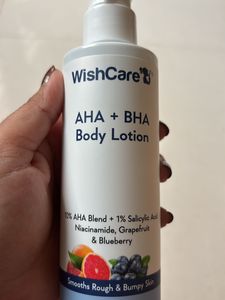 WishCare
AHA + BHA
Body Lotion
10% AHA Blend + 1% Salicylic Acid
Niacinamide, Grapefruit
& Blueberry
Smooths Rough & Bumpy Skin